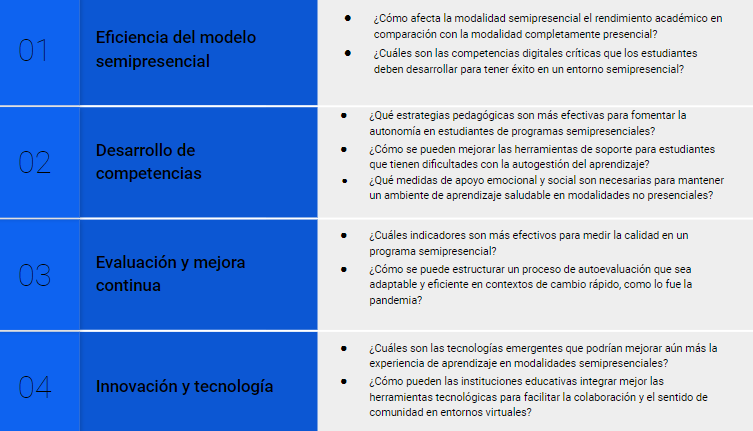 01
Eficiencia del modelo
semipresencial
● ¿Cómo afecta la modalidad semipresencial el rendimiento académico en
comparación con la modalidad completamente presencial?
● ¿Cuáles son las competencias digitales críticas que los estudiantes
deben desarrollar para tener éxito en un entorno semipresencial?
02
Desarrollo de
competencias
● ¿Qué estrategias pedagógicas son más efectivas para fomentar la
autonomía en estudiantes de programas semipresenciales?
● ¿Cómo se pueden mejorar las herramientas de soporte para estudiantes
que tienen dificultades con la autogestión del aprendizaje?
● ¿Qué medidas de apoyo emocional y social son necesarias para mantener
un ambiente de aprendizaje saludable en modalidades no presenciales?
03
Evaluación y mejora
continua
● ¿Cuáles indicadores son más efectivos para medir la calidad en un
programa semipresencial?
● ¿Cómo se puede estructurar un proceso de autoevaluación que sea
adaptable y eficiente en contextos de cambio rápido, como lo fue la
pandemia?
04
Innovación y tecnología
● ¿Cuáles son las tecnologías emergentes que podrían mejorar aún más la
experiencia de aprendizaje en modalidades semipresenciales?
● ¿Cómo pueden las instituciones educativas integrar mejor las
herramientas tecnológicas para facilitar la colaboración y el sentido de
comunidad en entornos virtuales?